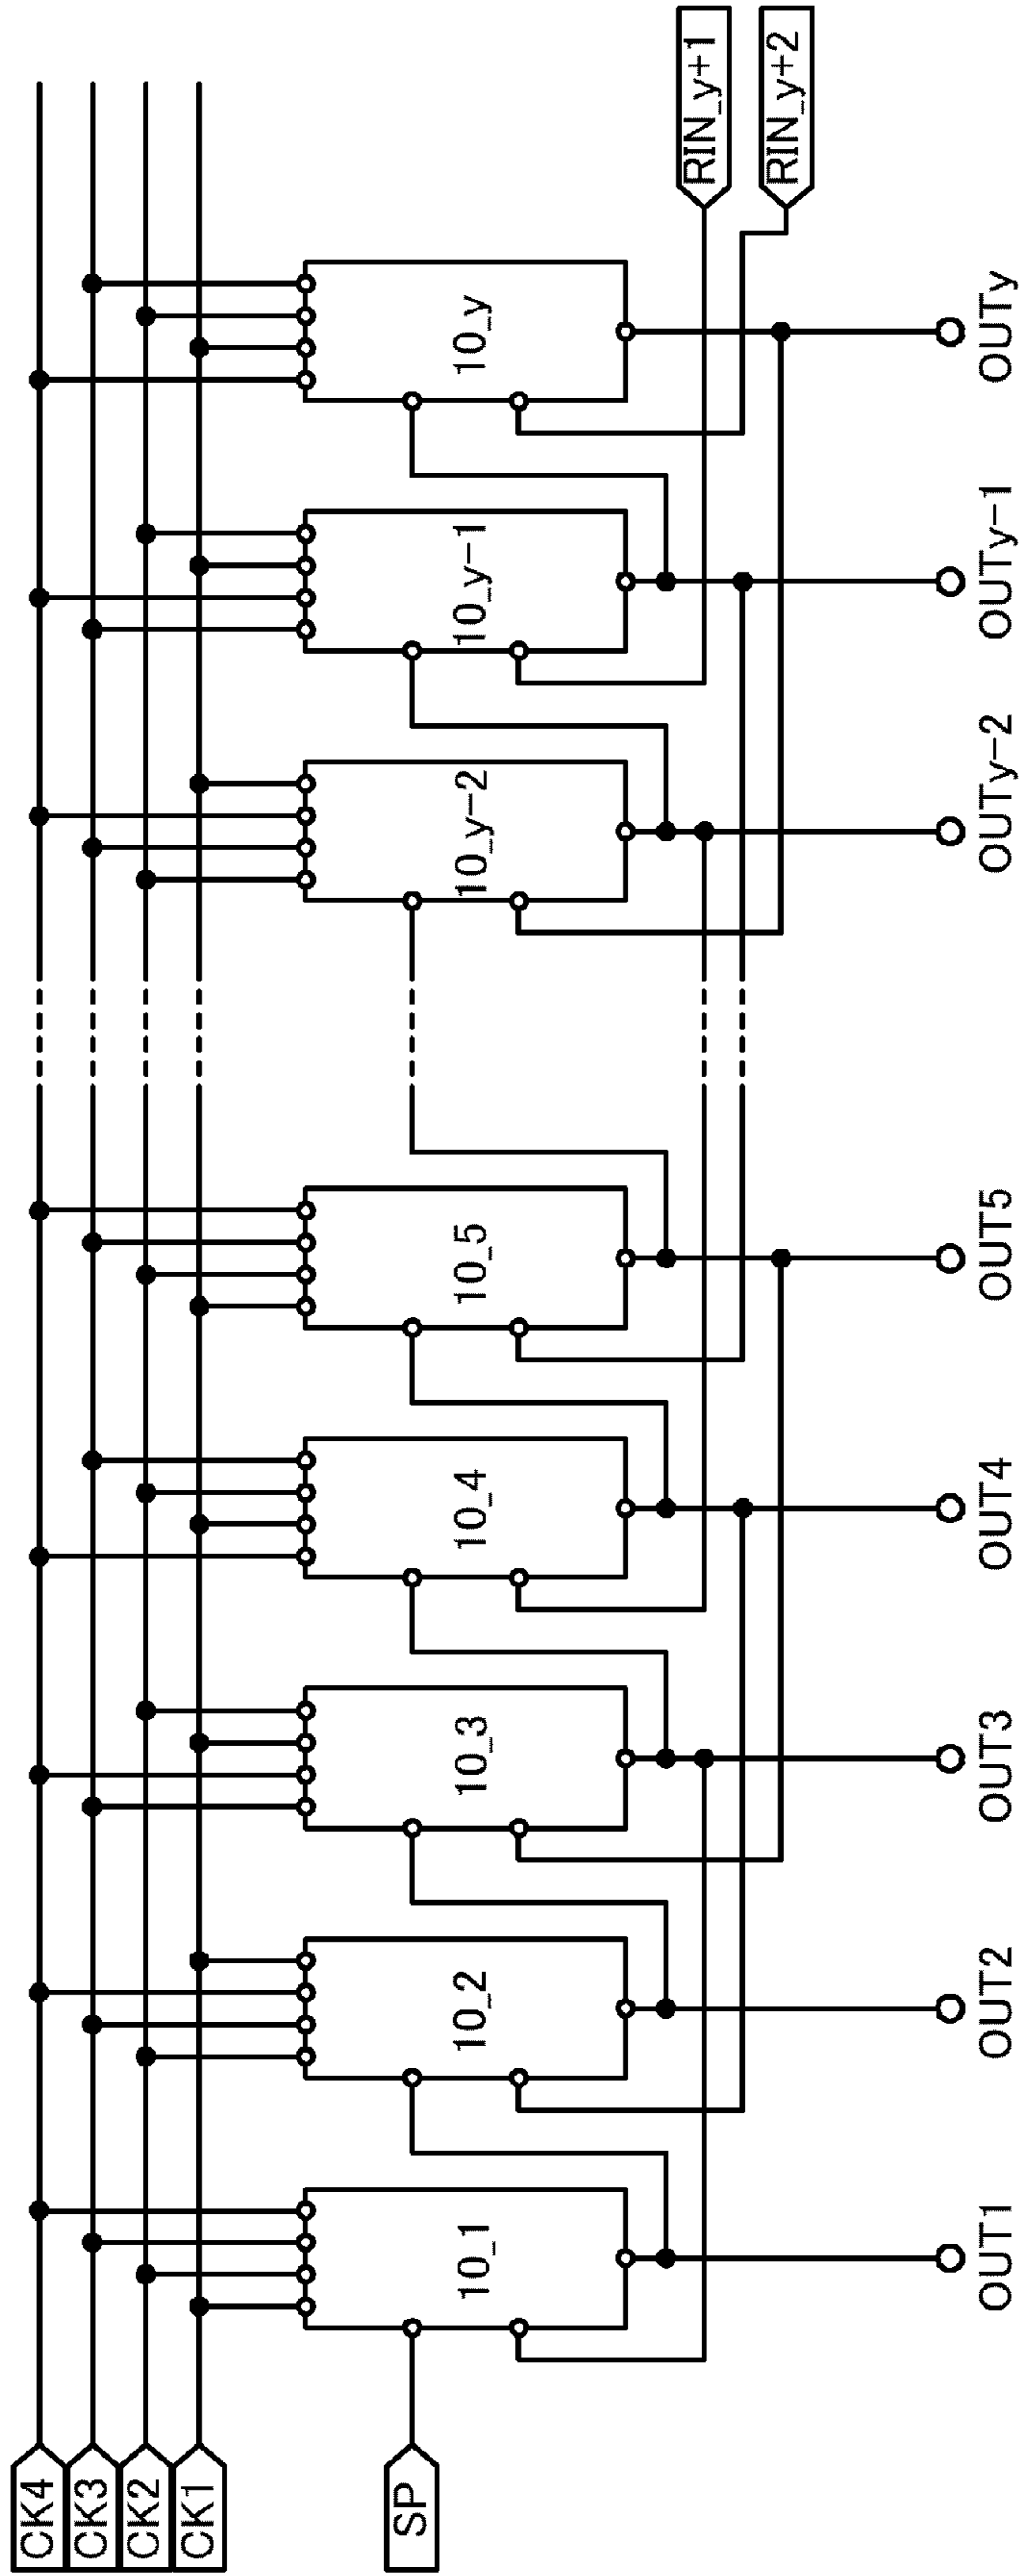 CK4
CK3
CK2
CK1
SP
10_1
10_2
10_3
10_4
10_5
10_y-2
10_y-1
10_y
RIN_y+1
RIN_y+2
OUT1
OUT2
OUT3
OUT4
OUT5
OUTy-2
OUTy-1
OUTy